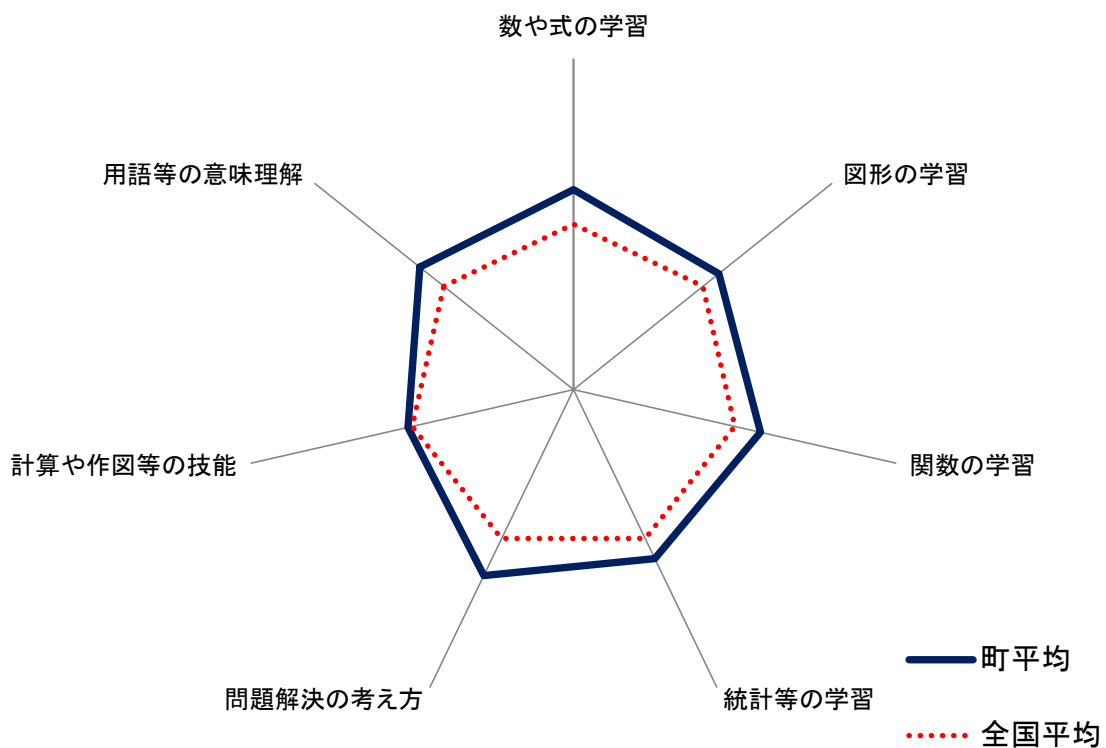 数や式の学習
用語等の意味理解
図形の学習
計算や作図等の技能
関数の学習
問題解決の考え方
統計等の学習
町平均
全国平均